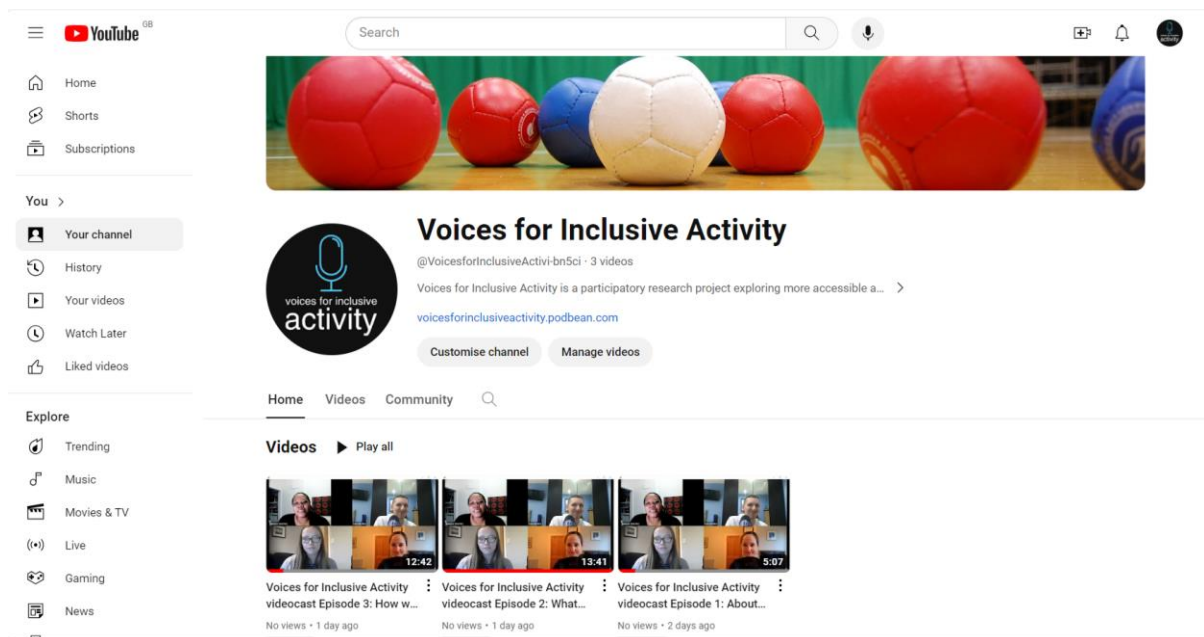 YouTube GB
Search
Home
Shorts
Subscriptions
You
Your channel
History
Your videos
Watch Later
Liked videos
Explore
Trending
Music
Movies & TV
Live
Gaming
News
voices for inclusive
activity
Voices for Inclusive Activity
@VoicesforInclusiveActivi-bn5ci · 3 videos
Voices for Inclusive Activity is a participatory research project exploring more accessible a...
voicesforinclusiveactivity.podbean.com
Customise channel Manage videos
Home Videos Community
Videos Play all
12:42
Voices for Inclusive Activity
videocast Episode 3: How w...
No views • 1 day ago
13:41
Voices for Inclusive Activity
videocast Episode 2: What...
No views • 1 day ago
5:07
Voices for Inclusive Activity
videocast Episode 1: About...
No views • 2 days ago